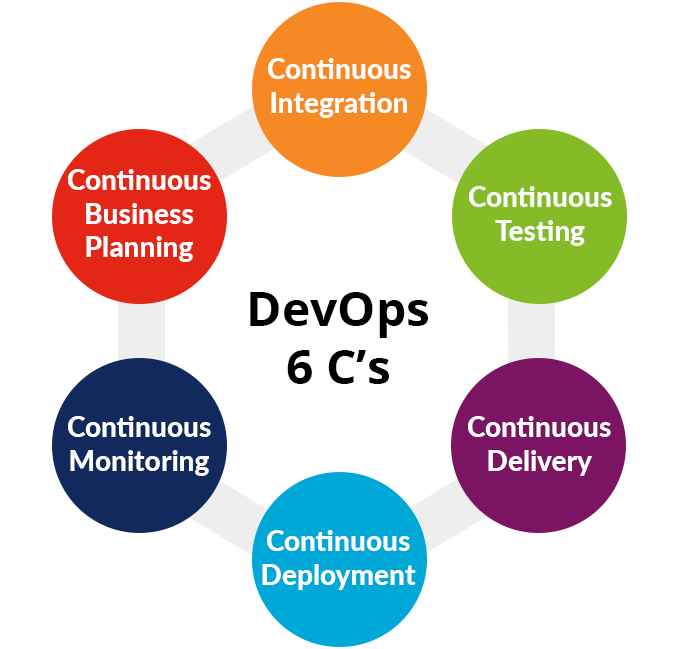 Continuous
Integration
Continuous
Testing
Continuous
Delivery
Continuous
Deployment
Continuous
Monitoring
Continuous
Business
Planning
DevOps
6 C’s